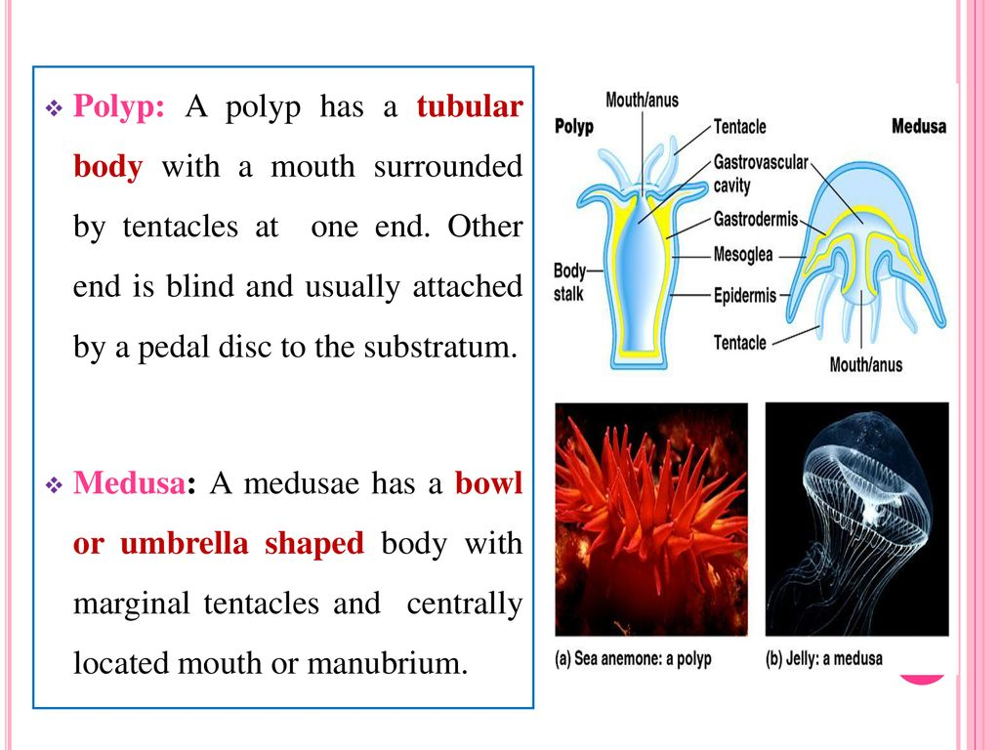 ❖ Polyp: A polyp has a tubular
body with a mouth surrounded
by tentacles at one end. Other
end is blind and usually attached
by a pedal disc to the substratum.
❖ Medusa: A medusae has a bowl
or umbrella shaped body with
marginal tentacles and centrally
located mouth or manubrium.
Mouth/anus
Polyp
Tentacle
Medusa
Gastrovascular
cavity
Gastrodermis
Mesoglea
Body
stalk
Epidermis
Tentacle
Mouth/anus
(a) Sea anemone: a polyp
(b) Jelly: a medusa